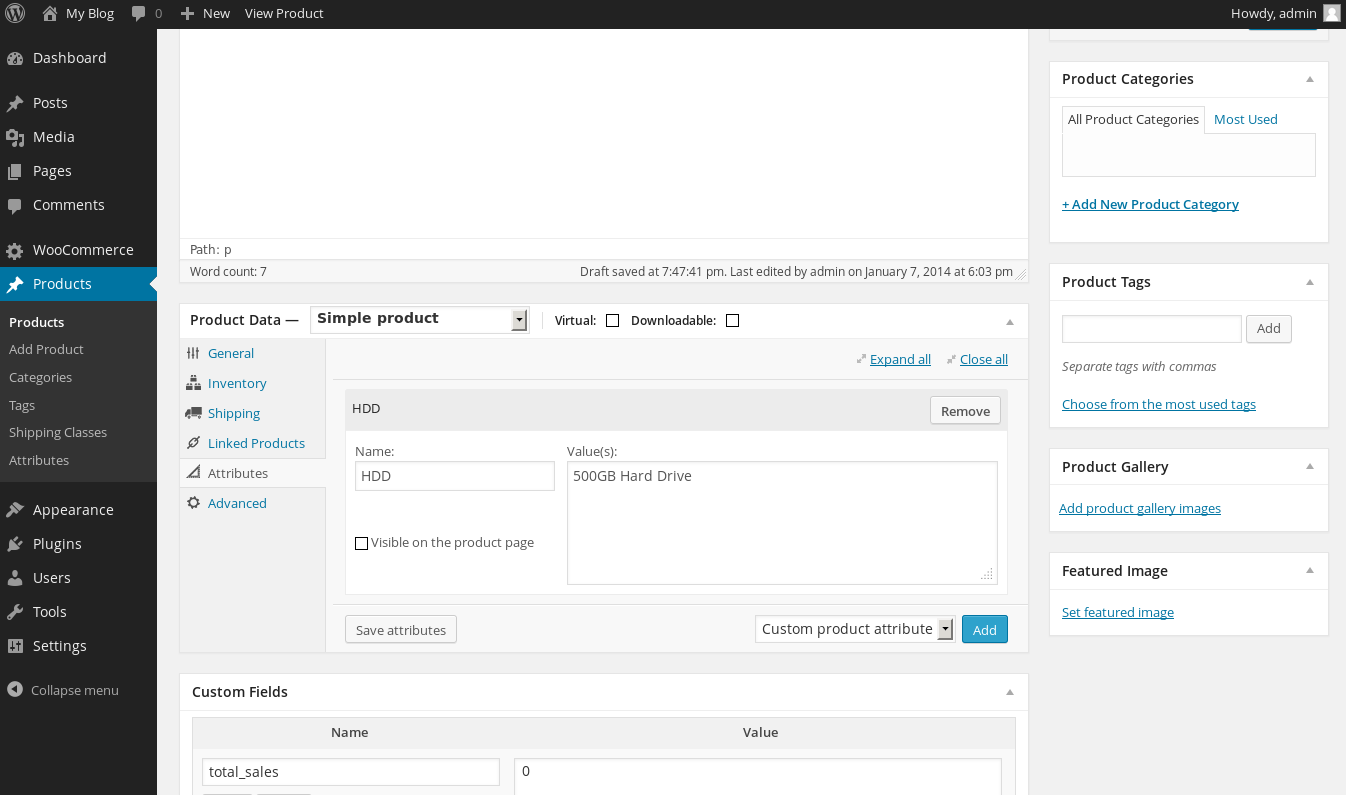 My Blog 0 New View Product Howdy, admin
Dashboard
Posts
Media
Pages
Comments
WooCommerce
Products
Products
Add Product
Categories
Tags
Shipping Classes
Attributes
Appearance
Plugins
Users
Tools
Settings
Collapse menu
Path: p
Word count: 7 Draft saved at 7:47:41 pm. Last edited by admin on January 7, 2014 at 6:03 pm
Product Data — Simple product Virtual: Downloadable:
General
Inventory
Shipping
Linked Products
Attributes
Advanced
Expand all Close all
HDD Remove
Name: Value(s):
HDD 500GB Hard Drive
Visible on the product page
Save attributes Custom product attribute Add
Custom Fields
Name Value
total_sales 0
Product Categories
All Product Categories Most Used
+ Add New Product Category
Product Tags
Add
Separate tags with commas
Choose from the most used tags
Product Gallery
Add product gallery images
Featured Image
Set featured image